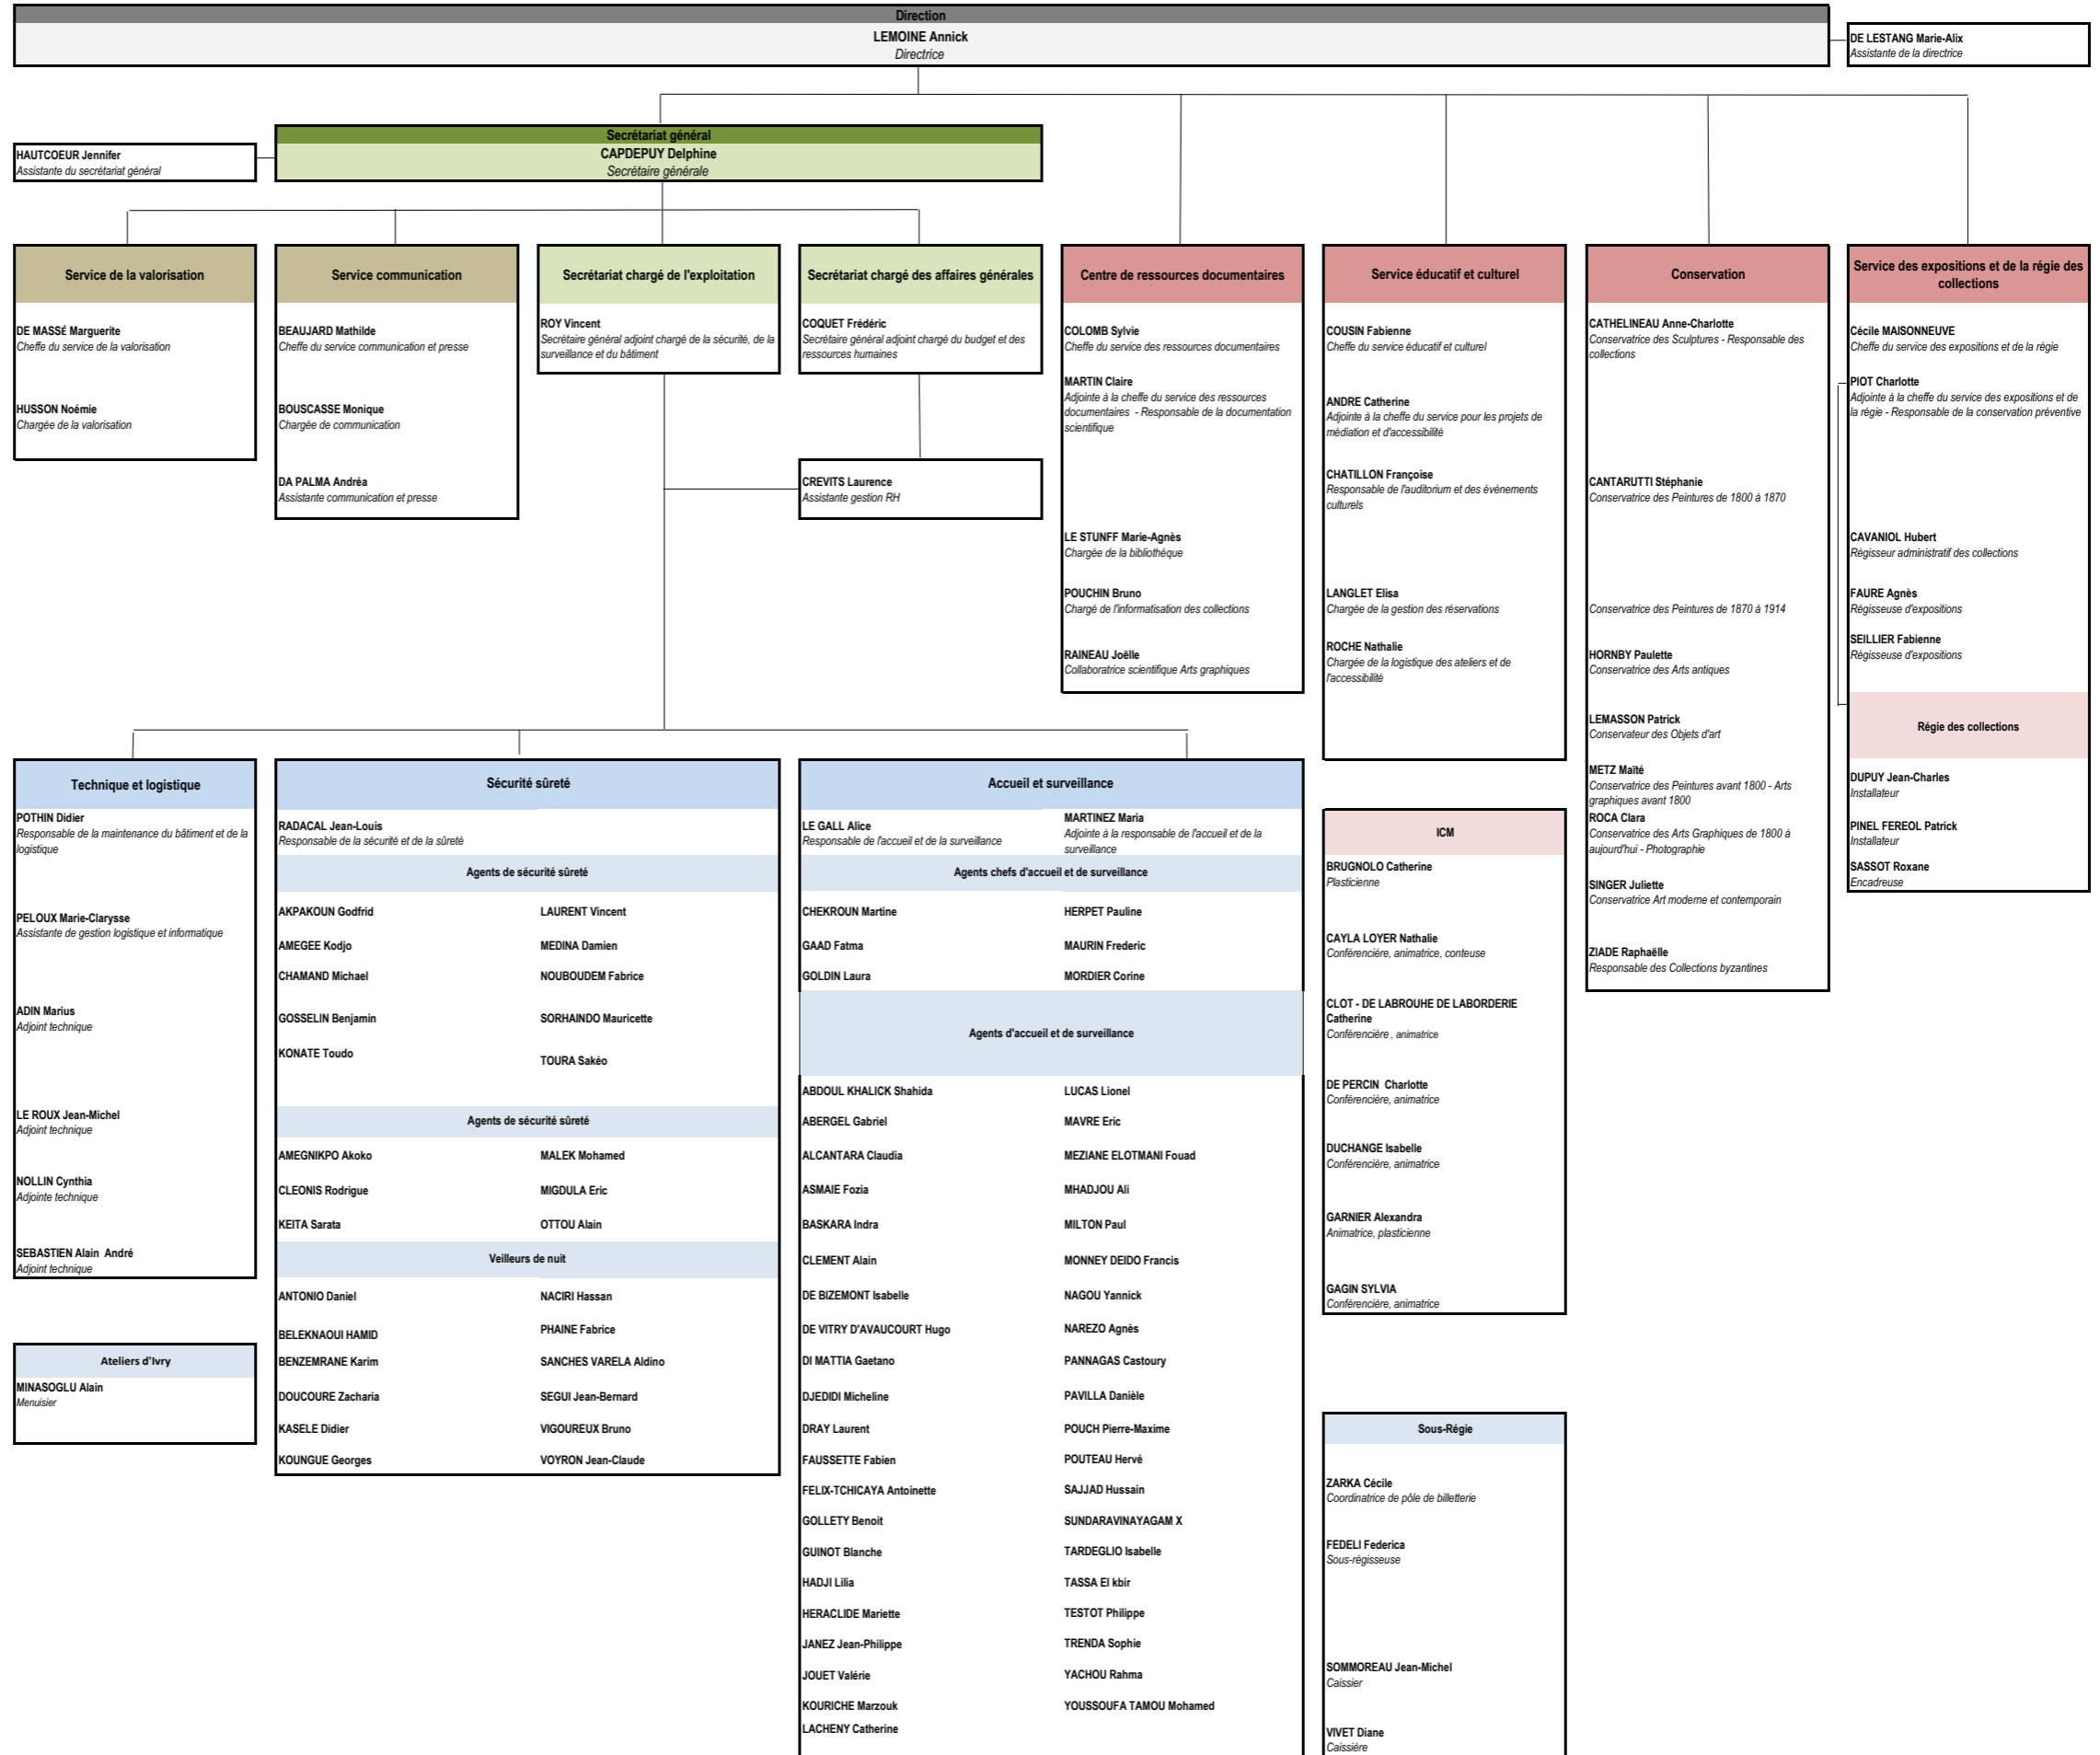 Direction
LEMOINE Annick
Directrice
DE LESTANG Marie-Alix
Assistante de la directrice
HAUTCOEUR Jennifer
Assistante du secrétariat général
Secrétariat général
CAPDEPUY Delphine
Secrétaire générale
Service de la valorisation
DE MASSÉ Marguerite
Cheffe du service de la valorisation
HUSSON Noémie
Chargée de la valorisation
Service communication
BEAUJARD Mathilde
Cheffe du service communication et presse
BOUSCASSE Monique
Chargée de communication
DA PALMA Andréa
Assistante communication et presse
Secrétariat chargé de l'exploitation
ROY Vincent
Secrétaire général adjoint chargé de la sécurité, de la
surveillance et du bâtiment
Secrétariat chargé des affaires générales
COQUET Frédéric
Secrétaire général adjoint chargé du budget et des
ressources humaines
CREVITS Laurence
Assistante gestion RH
Centre de ressources documentaires
COLOMB Sylvie
Cheffe du service des ressources documentaires
MARTIN Claire
Adjointe à la cheffe du service des ressources
documentaires - Responsable de la documentation
scientifique
LE STUNFF Marie-Agnès
Chargée de la bibliothèque
POUCHIN Bruno
Chargé de l'informatisation des collections
RAINEAU Joëlle
Collaboratrice scientifique Arts graphiques
Service éducatif et culturel
COUSIN Fabienne
Cheffe du service éducatif et culturel
ANDRE Catherine
Adjointe à la cheffe du service pour les projets de
médiation et d'accessibilité
CHATILLON Françoise
Responsable de l'auditorium et des évènements
culturels
LANGLET Elisa
Chargée de la gestion des réservations
ROCHE Nathalie
Chargée de la logistique des ateliers et de
l'accessibilité
Conservation
CATHELINEAU Anne-Charlotte
Conservatrice des Sculptures - Responsable des
collections
CANTARUTTI Stéphanie
Conservatrice des Peintures de 1800 à 1870
Conservatrice des Peintures de 1870 à 1914
HORNBY Paulette
Conservatrice des Arts antiques
LEMASSON Patrick
Conservateur des Objets d'art
METZ Maïté
Conservatrice des Peintures avant 1800 - Arts
graphiques avant 1800
ROCA Clara
Conservatrice des Arts Graphiques de 1800 à
aujourd'hui - Photographie
SINGER Juliette
Conservatrice Art moderne et contemporain
ZIADE Raphaëlle
Responsable des Collections byzantines
Service des expositions et de la régie des
collections
Cécile MAISONNEUVE
Cheffe du service des expositions et de la régie
PIOT Charlotte
Adjointe à la cheffe du service des expositions et de
la régie - Responsable de la conservation préventive
CAVANIOL Hubert
Régisseur administratif des collections
FAURE Agnès
Régisseuse d'expositions
SEILLIER Fabienne
Régisseuse d'expositions
Régie des collections
DUPUY Jean-Charles
Installateur
PINEL FEREOL Patrick
Installateur
SASSOT Roxane
Encadreuse
Technique et logistique
POTHIN Didier
Responsable de la maintenance du bâtiment et de la
logistique
PELOUX Marie-Clarysse
Assistante de gestion logistique et informatique
ADIN Marius
Adjoint technique
LE ROUX Jean-Michel
Adjoint technique
NOLLIN Cynthia
Adjointe technique
SEBASTIEN Alain André
Adjoint technique
Ateliers d'Ivry
MINASOGLU Alain
Menuisier
Sécurité sûreté
RADACAL Jean-Louis
Responsable de la sécurité et de la sûreté
Agents de sécurité sûreté
AKPAKOUN Godfrid LAURENT Vincent
AMEGEE Kodjo MEDINA Damien
CHAMAND Michael NOUBOUDEM Fabrice
GOSSELIN Benjamin SORHAINDO Mauricette
KONATE Toudo TOURA Sakéo
Agents de sécurité sûreté
AMEGNIKPO Akoko MALEK Mohamed
CLEONIS Rodrigue MIGDULA Eric
KEITA Sarata OTTOU Alain
Veilleurs de nuit
ANTONIO Daniel NACIRI Hassan
BELEKNAOUI HAMID PHAINE Fabrice
BENZEMRANE Karim SANCHES VARELA Aldino
DOUCOURE Zacharia SEGUI Jean-Bernard
KASELE Didier VIGOUREUX Bruno
KOUNGUE Georges VOYRON Jean-Claude
Accueil et surveillance
LE GALL Alice
Responsable de l'accueil et de la surveillance
MARTINEZ Maria
Adjointe à la responsable de l'accueil et de la
surveillance
Agents chefs d'accueil et de surveillance
CHEKROUN Martine HERPET Pauline
GAAD Fatma MAURIN Frederic
GOLDIN Laura MORDIER Corine
Agents d'accueil et de surveillance
ABDOUL KHALICK Shahida LUCAS Lionel
ABERGEL Gabriel MAVRE Eric
ALCANTARA Claudia MEZIANE ELOTMANI Fouad
ASMAIE Fozia MHADJOU Ali
BASKARA Indra MILTON Paul
CLEMENT Alain MONNEY DEIDO Francis
DE BIZEMONT Isabelle NAGOU Yannick
DE VITRY D'AVAUCOURT Hugo NAREZO Agnès
DI MATTIA Gaetano PANNAGAS Castoury
DJEDIDI Micheline PAVILLA Danièle
DRAY Laurent POUCH Pierre-Maxime
FAUSSETTE Fabien POUTEAU Hervé
FELIX-TCHICAYA Antoinette SAJJAD Hussain
GOLLETY Benoit SUNDARAVINAYAGAM X
GUINOT Blanche TARDEGLIO Isabelle
HADJI Lilia TASSA El kbir
HERACLIDE Mariette TESTOT Philippe
JANEZ Jean-Philippe TRENDA Sophie
JOUET Valérie YACHOU Rahma
KOURICHE Marzouk YOUSSOUFA TAMOU Mohamed
LACHENY Catherine
ICM
BRUGNOLO Catherine
Plasticienne
CAYLA LOYER Nathalie
Conférencière, animatrice, conteuse
CLOT - DE LABROUHE DE LABORDERIE
Catherine
Conférencière , animatrice
DE PERCIN Charlotte
Conférencière, animatrice
DUCHANGE Isabelle
Conférencière, animatrice
GARNIER Alexandra
Animatrice, plasticienne
GAGIN SYLVIA
Conférencière, animatrice
Sous-Régie
ZARKA Cécile
Coordinatrice de pôle de billetterie
FEDELI Federica
Sous-régisseuse
SOMMOREAU Jean-Michel
Caissier
VIVET Diane
Caissière